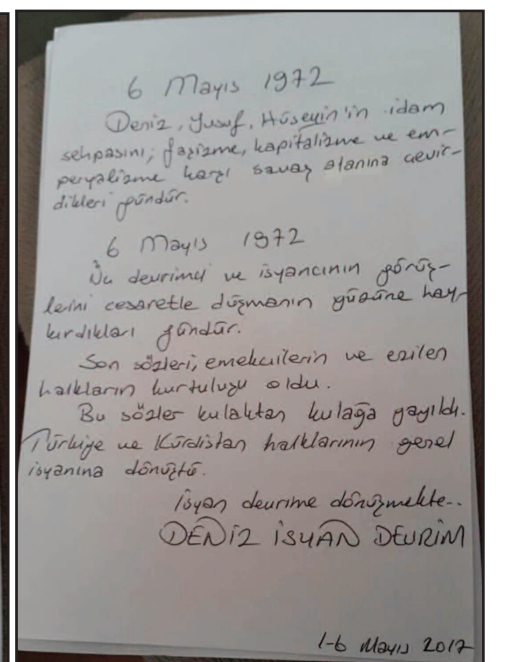 6 Mayıs 1972
Deniz, Yusuf, Hüseyin'in idam
sehpasını; faşizme, kapitalizme ve em-
peryalizme karşı savaş alanına çevir-
dikleri gündür.
6 Mayıs 1972
Üç devrimci ve isyancının görüş-
lerini cesaretle düşmanın yüzüne hay-
kırdıkları gündür.
Son sözleri, emekçilerin ve ezilen
halkların kurtuluşu oldu.
Bu sözler kulaktan kulağa yayıldı.
Türkiye ve Kürdistan halklarının genel
isyanına dönüştü.
İsyan devrime dönüşmekte..
DENİZ İSYAN DEVRİM
1-6 Mayıs 2017